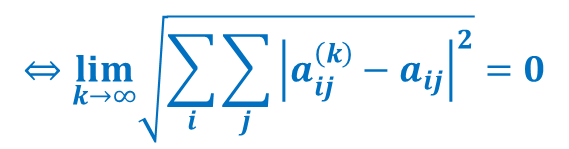 ⇔ lim_{k→∞} √(∑_i ∑_j |a_{ij}^{(k)} − a_{ij}|^2) = 0